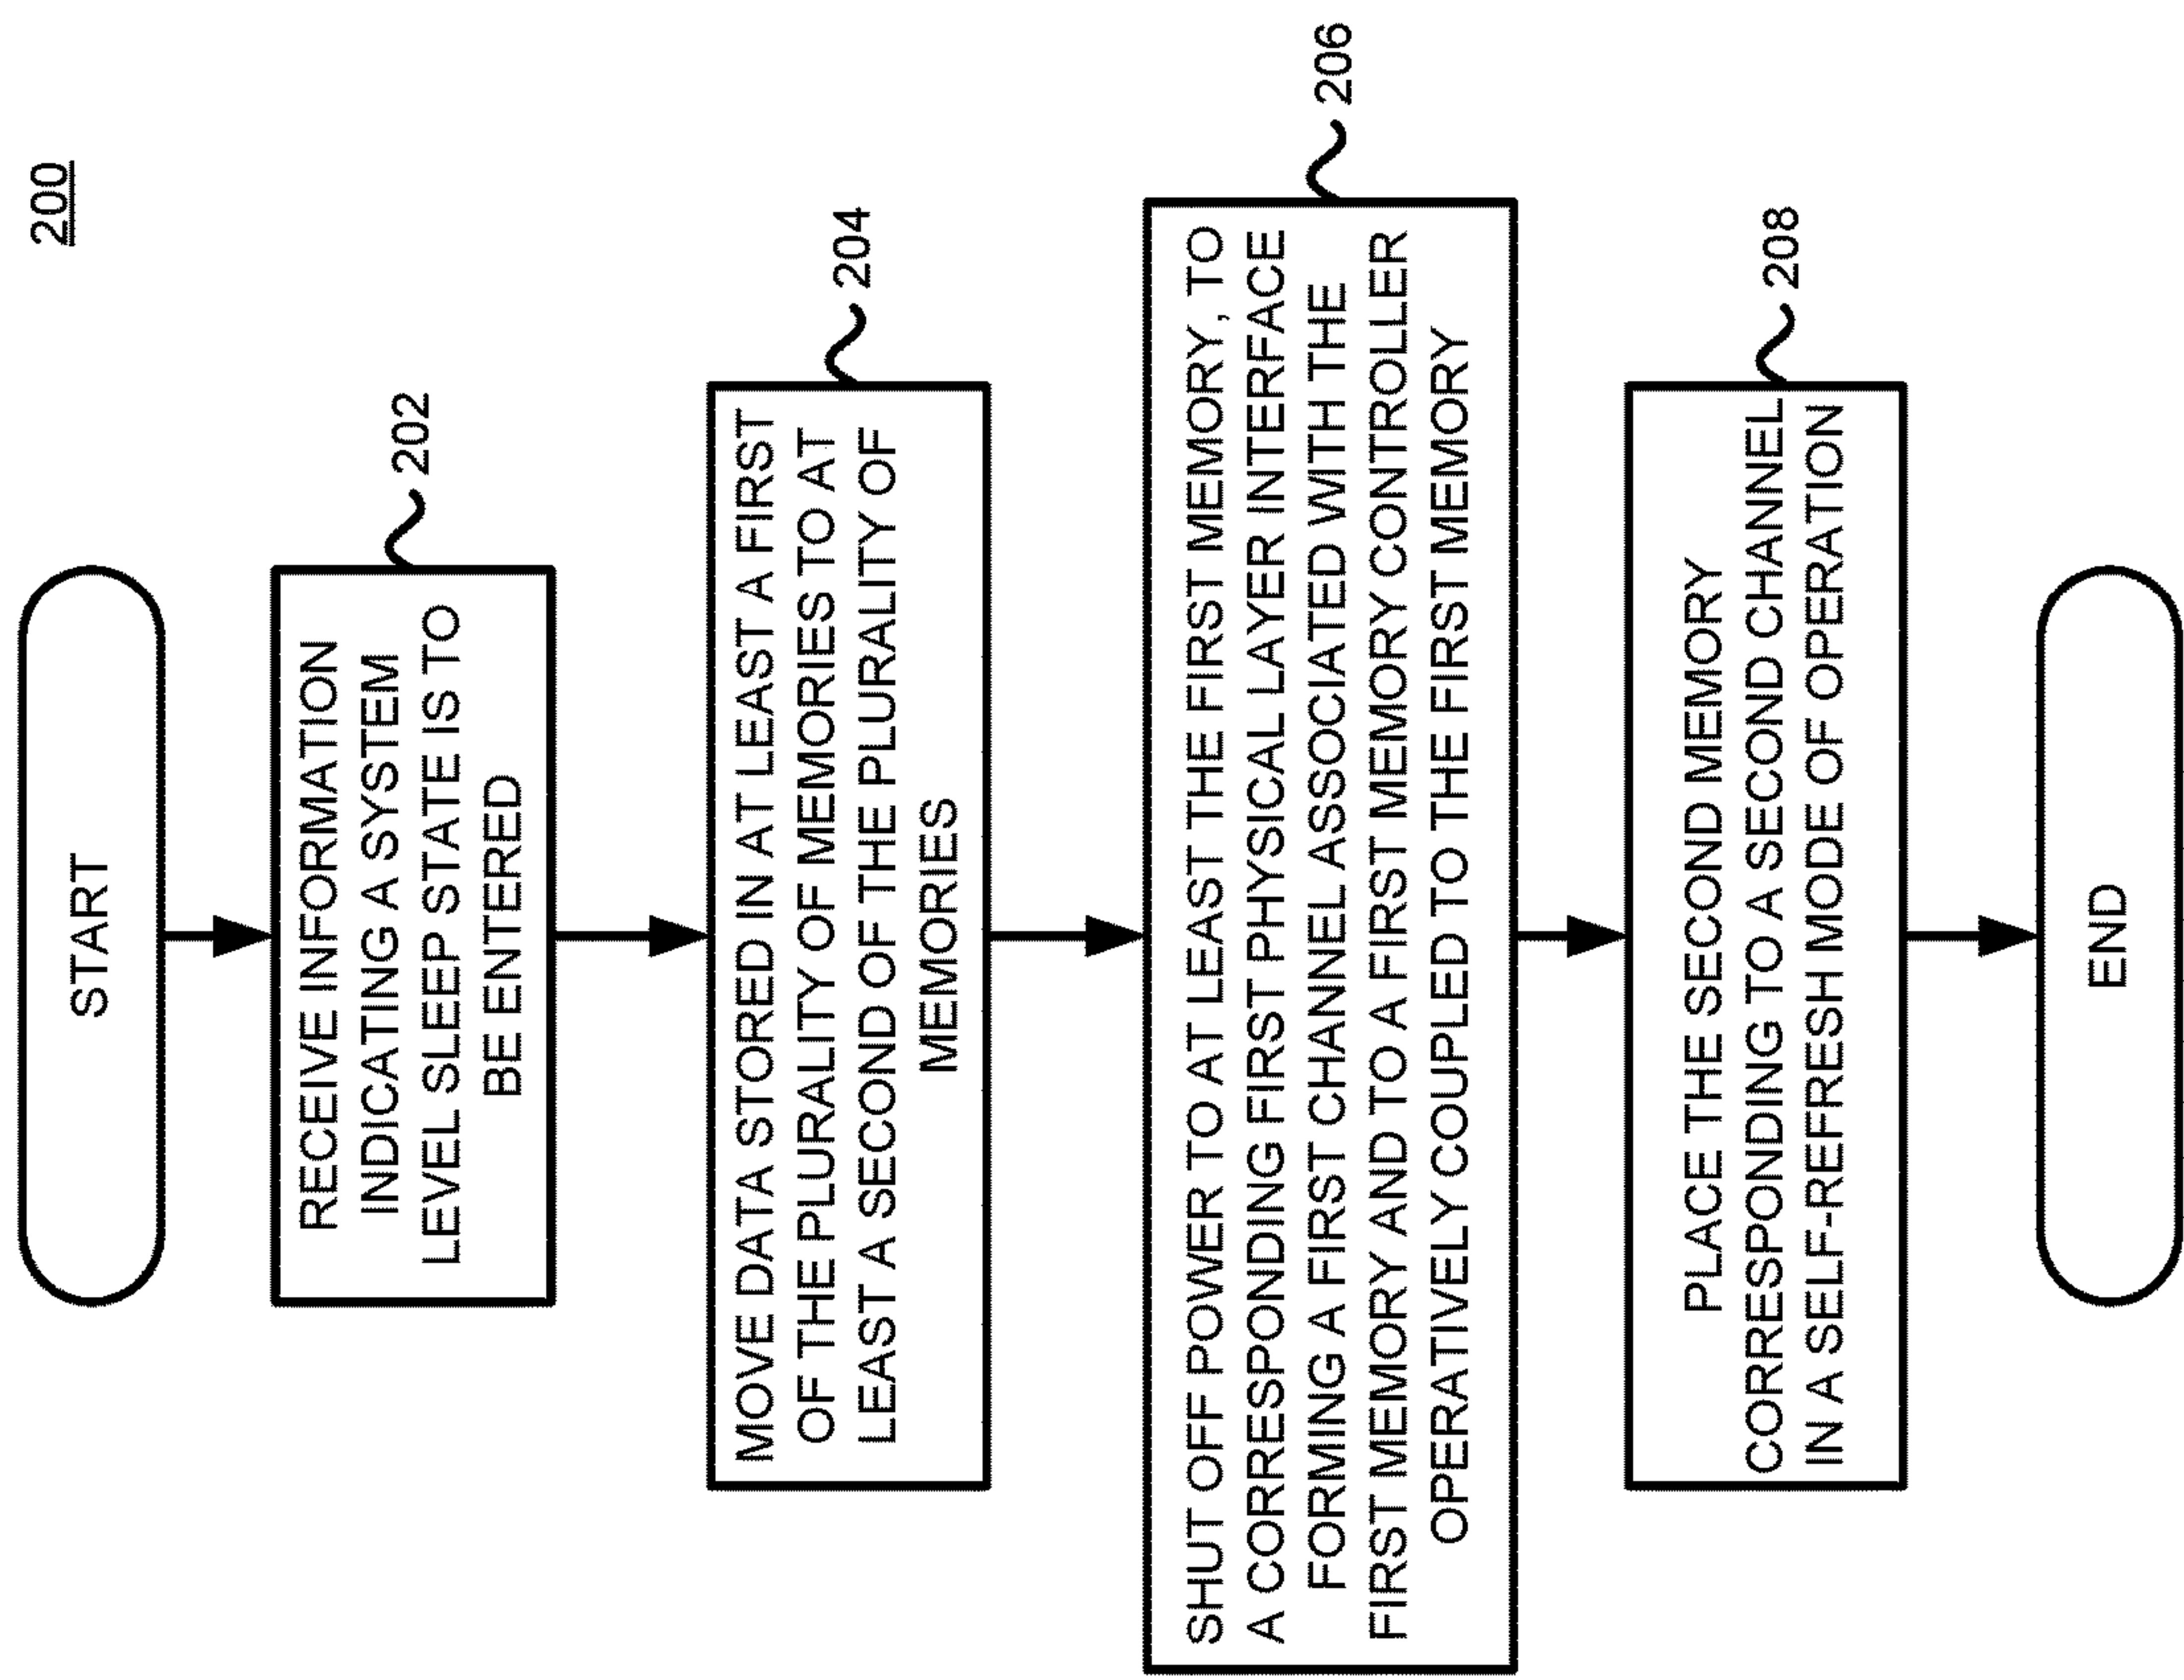 200
START
RECEIVE INFORMATION
INDICATING A SYSTEM
LEVEL SLEEP STATE IS TO
BE ENTERED
202
MOVE DATA STORED IN AT LEAST A FIRST
OF THE PLURALITY OF MEMORIES TO AT
LEAST A SECOND OF THE PLURALITY OF
MEMORIES
204
SHUT OFF POWER TO AT LEAST THE FIRST MEMORY, TO
A CORRESPONDING FIRST PHYSICAL LAYER INTERFACE
FORMING A FIRST CHANNEL ASSOCIATED WITH THE
FIRST MEMORY AND TO A FIRST MEMORY CONTROLLER
OPERATIVELY COUPLED TO THE FIRST MEMORY
206
PLACE THE SECOND MEMORY
CORRESPONDING TO A SECOND CHANNEL
IN A SELF-REFRESH MODE OF OPERATION
208
END